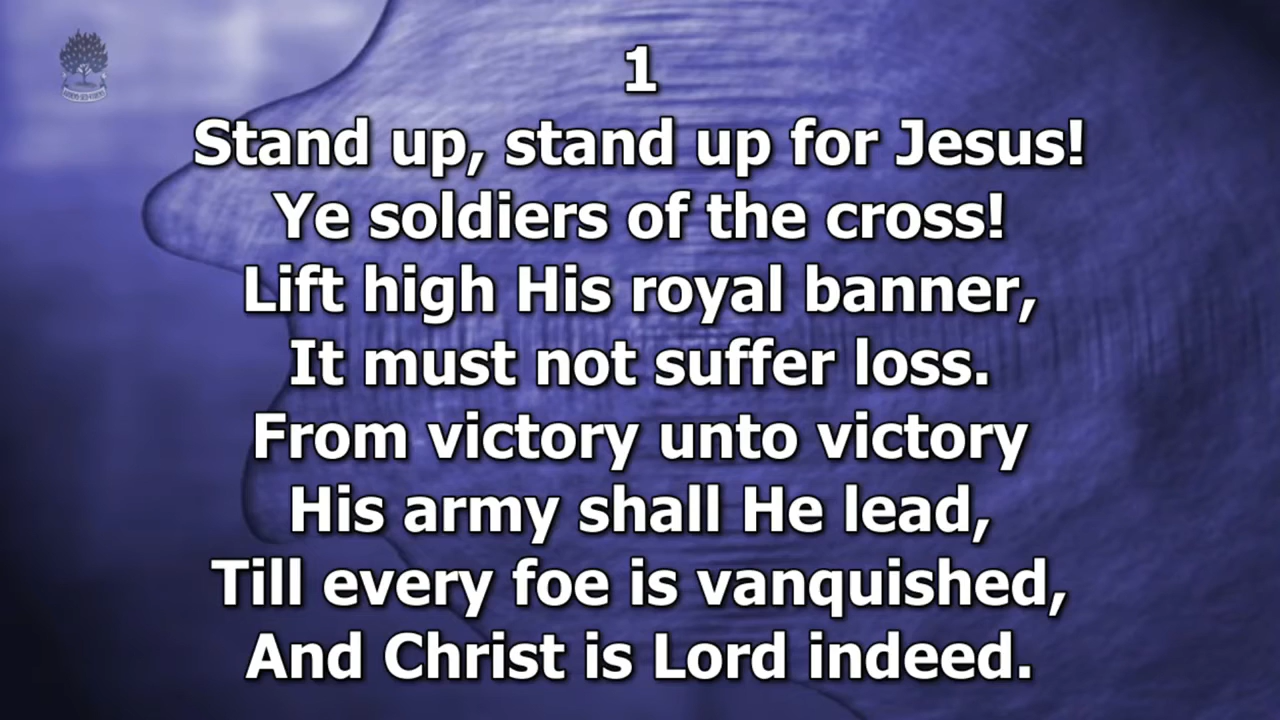 1
Stand up, stand up for Jesus!
Ye soldiers of the cross!
Lift high His royal banner,
It must not suffer loss.
From victory unto victory
His army shall He lead,
Till every foe is vanquished,
And Christ is Lord indeed.